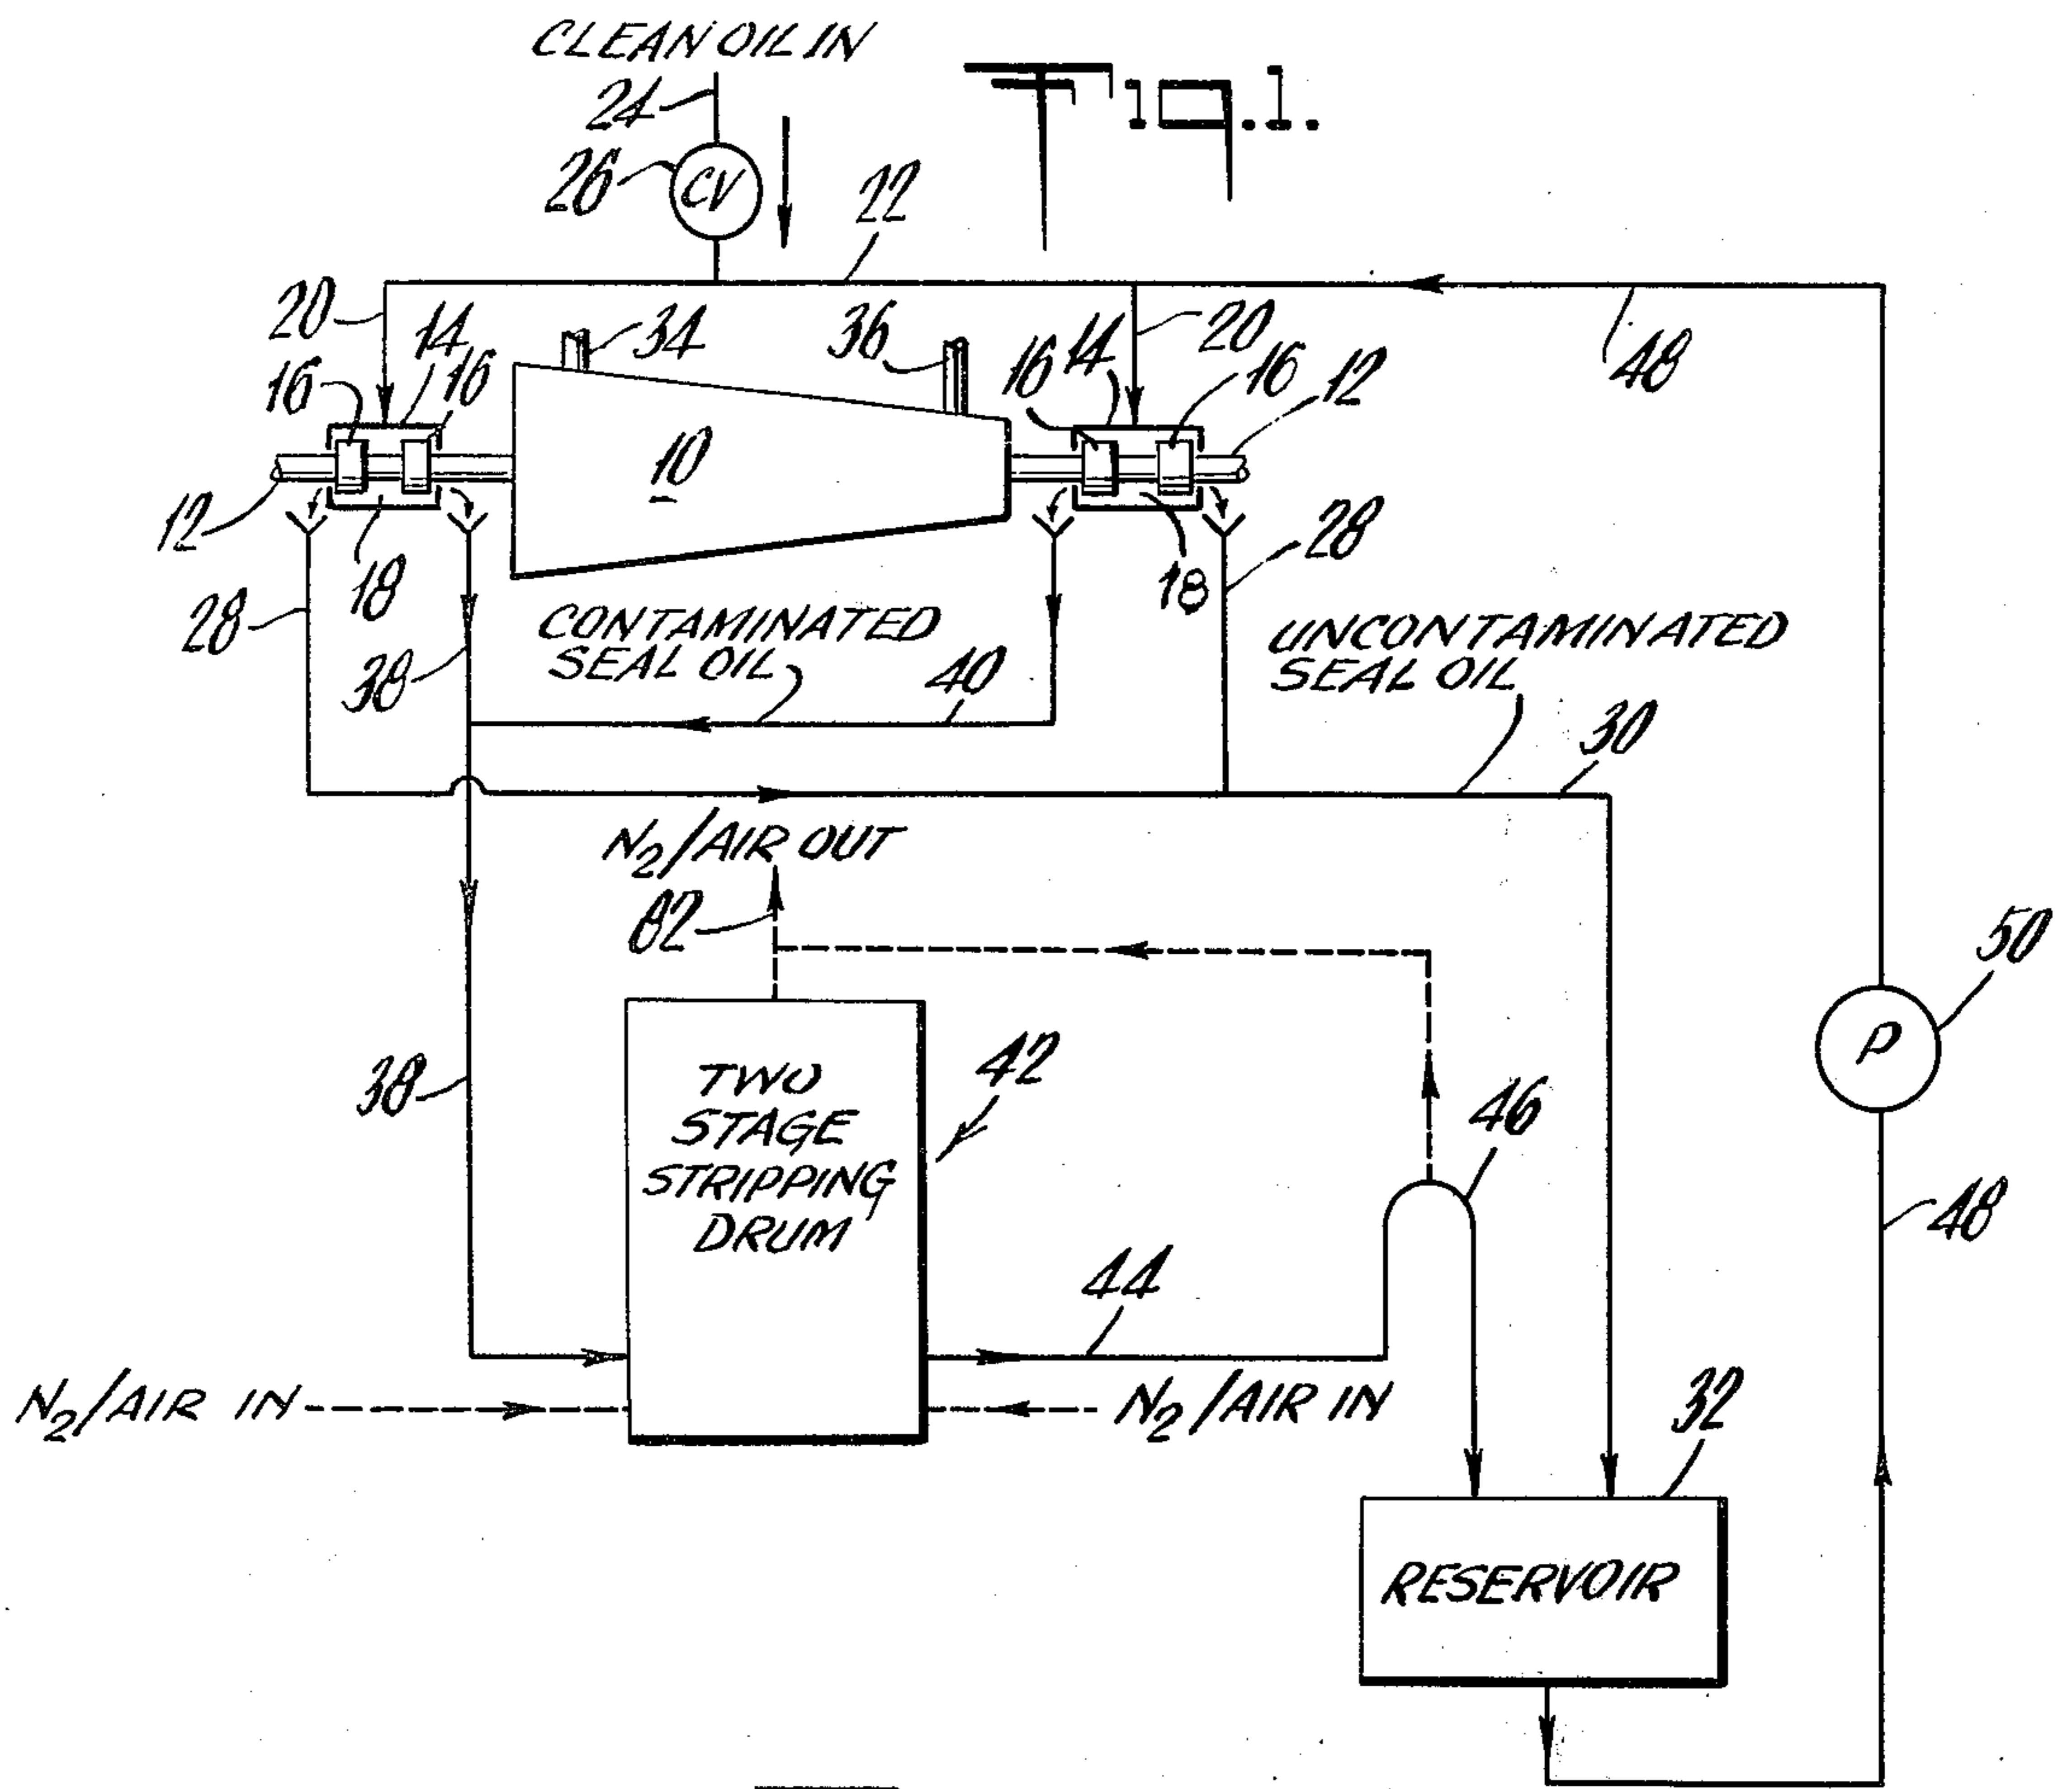 CLEAN OIL IN
Fig. 1.
24
26
CV
22
20
14
16
16
34
36
16
14
20
16
12
48
10
12
18
28
38
18
28
CONTAMINATED
SEAL OIL
40
UNCONTAMINATED
SEAL OIL
30
N2/AIR OUT
82
50
P
38
TWO
STAGE
STRIPPING
DRUM
42
46
48
44
N2/AIR IN
N2/AIR IN
32
RESERVOIR